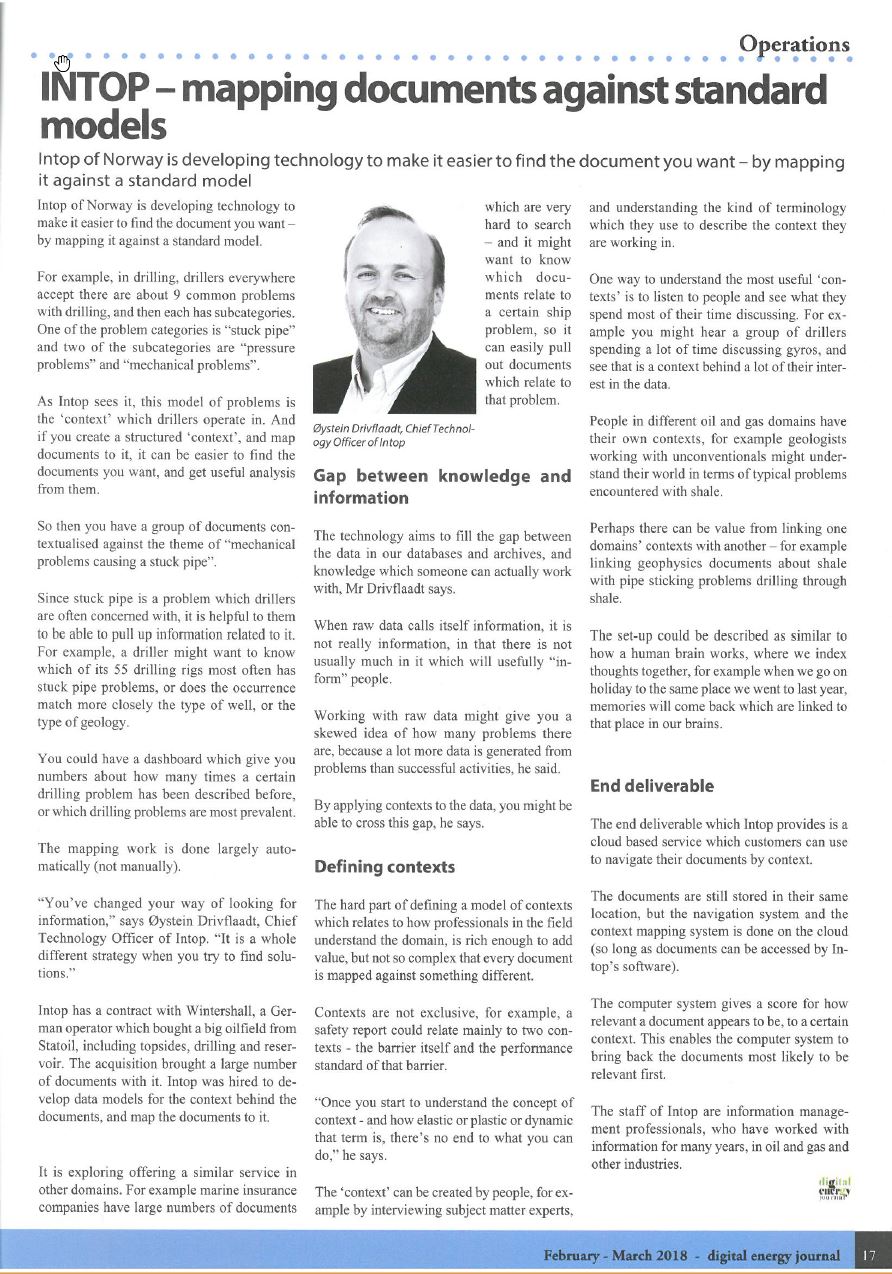 Operations
INTOP – mapping documents against standard
models
Intop of Norway is developing technology to make it easier to find the document you want – by mapping
it against a standard model
Intop of Norway is developing technology to
make it easier to find the document you want –
by mapping it against a standard model.
For example, in drilling, drillers everywhere
accept there are about 9 common problems
with drilling, and then each has subcategories.
One of the problem categories is “stuck pipe”
and two of the subcategories are “pressure
problems” and “mechanical problems”.
As Intop sees it, this model of problems is
the ‘context’ which drillers operate in. And
if you create a structured ‘context’, and map
documents to it, it can be easier to find the
documents you want, and get useful analysis
from them.
So then you have a group of documents con-
textualised against the theme of “mechanical
problems causing a stuck pipe”.
Since stuck pipe is a problem which drillers
are often concerned with, it is helpful to them
to be able to pull up information related to it.
For example, a driller might want to know
which of its 55 drilling rigs most often has
stuck pipe problems, or does the occurrence
match more closely the type of well, or the
type of geology.
You could have a dashboard which give you
numbers about how many times a certain
drilling problem has been described before,
or which drilling problems are most prevalent.
The mapping work is done largely auto-
matically (not manually).
“You’ve changed your way of looking for
information,” says Øystein Drivflaadt, Chief
Technology Officer of Intop. “It is a whole
different strategy when you try to find solu-
tions.”
Intop has a contract with Wintershall, a Ger-
man operator which bought a big oilfield from
Statoil, including topsides, drilling and reser-
voir. The acquisition brought a large number
of documents with it. Intop was hired to de-
velop data models for the context behind the
documents, and map the documents to it.
It is exploring offering a similar service in
other domains. For example marine insurance
companies have large numbers of documents
which are very
hard to search
– and it might
want to know
which docu-
ments relate to
a certain ship
problem, so it
can easily pull
out documents
which relate to
that problem.
Øystein Drivflaadt, Chief Technol-
ogy Officer of Intop
Gap between knowledge and
information
The technology aims to fill the gap between
the data in our databases and archives, and
knowledge which someone can actually work
with, Mr Drivflaadt says.
When raw data calls itself information, it is
not really information, in that there is not
usually much in it which will usefully “in-
form” people.
Working with raw data might give you a
skewed idea of how many problems there
are, because a lot more data is generated from
problems than successful activities, he said.
By applying contexts to the data, you might be
able to cross this gap, he says.
Defining contexts
The hard part of defining a model of contexts
which relates to how professionals in the field
understand the domain, is rich enough to add
value, but not so complex that every document
is mapped against something different.
Contexts are not exclusive, for example, a
safety report could relate mainly to two con-
texts - the barrier itself and the performance
standard of that barrier.
“Once you start to understand the concept of
context - and how elastic or plastic or dynamic
that term is, there’s no end to what you can
do,” he says.
The ‘context’ can be created by people, for ex-
ample by interviewing subject matter experts,
and understanding the kind of terminology
which they use to describe the context they
are working in.
One way to understand the most useful ‘con-
texts’ is to listen to people and see what they
spend most of their time discussing. For ex-
ample you might hear a group of drillers
spending a lot of time discussing gyros, and
see that is a context behind a lot of their inter-
est in the data.
People in different oil and gas domains have
their own contexts, for example geologists
working with unconventionals might under-
stand their world in terms of typical problems
encountered with shale.
Perhaps there can be value from linking one
domains’ contexts with another – for example
linking geophysics documents about shale
with pipe sticking problems drilling through
shale.
The set-up could be described as similar to
how a human brain works, where we index
thoughts together, for example when we go on
holiday to the same place we went to last year,
memories will come back which are linked to
that place in our brains.
End deliverable
The end deliverable which Intop provides is a
cloud based service which customers can use
to navigate their documents by context.
The documents are still stored in their same
location, but the navigation system and the
context mapping system is done on the cloud
(so long as documents can be accessed by In-
top’s software).
The computer system gives a score for how
relevant a document appears to be, to a certain
context. This enables the computer system to
bring back the documents most likely to be
relevant first.
The staff of Intop are information manage-
ment professionals, who have worked with
information for many years, in oil and gas and
other industries.
digital
energy
journal
February - March 2018 - digital energy journal
17